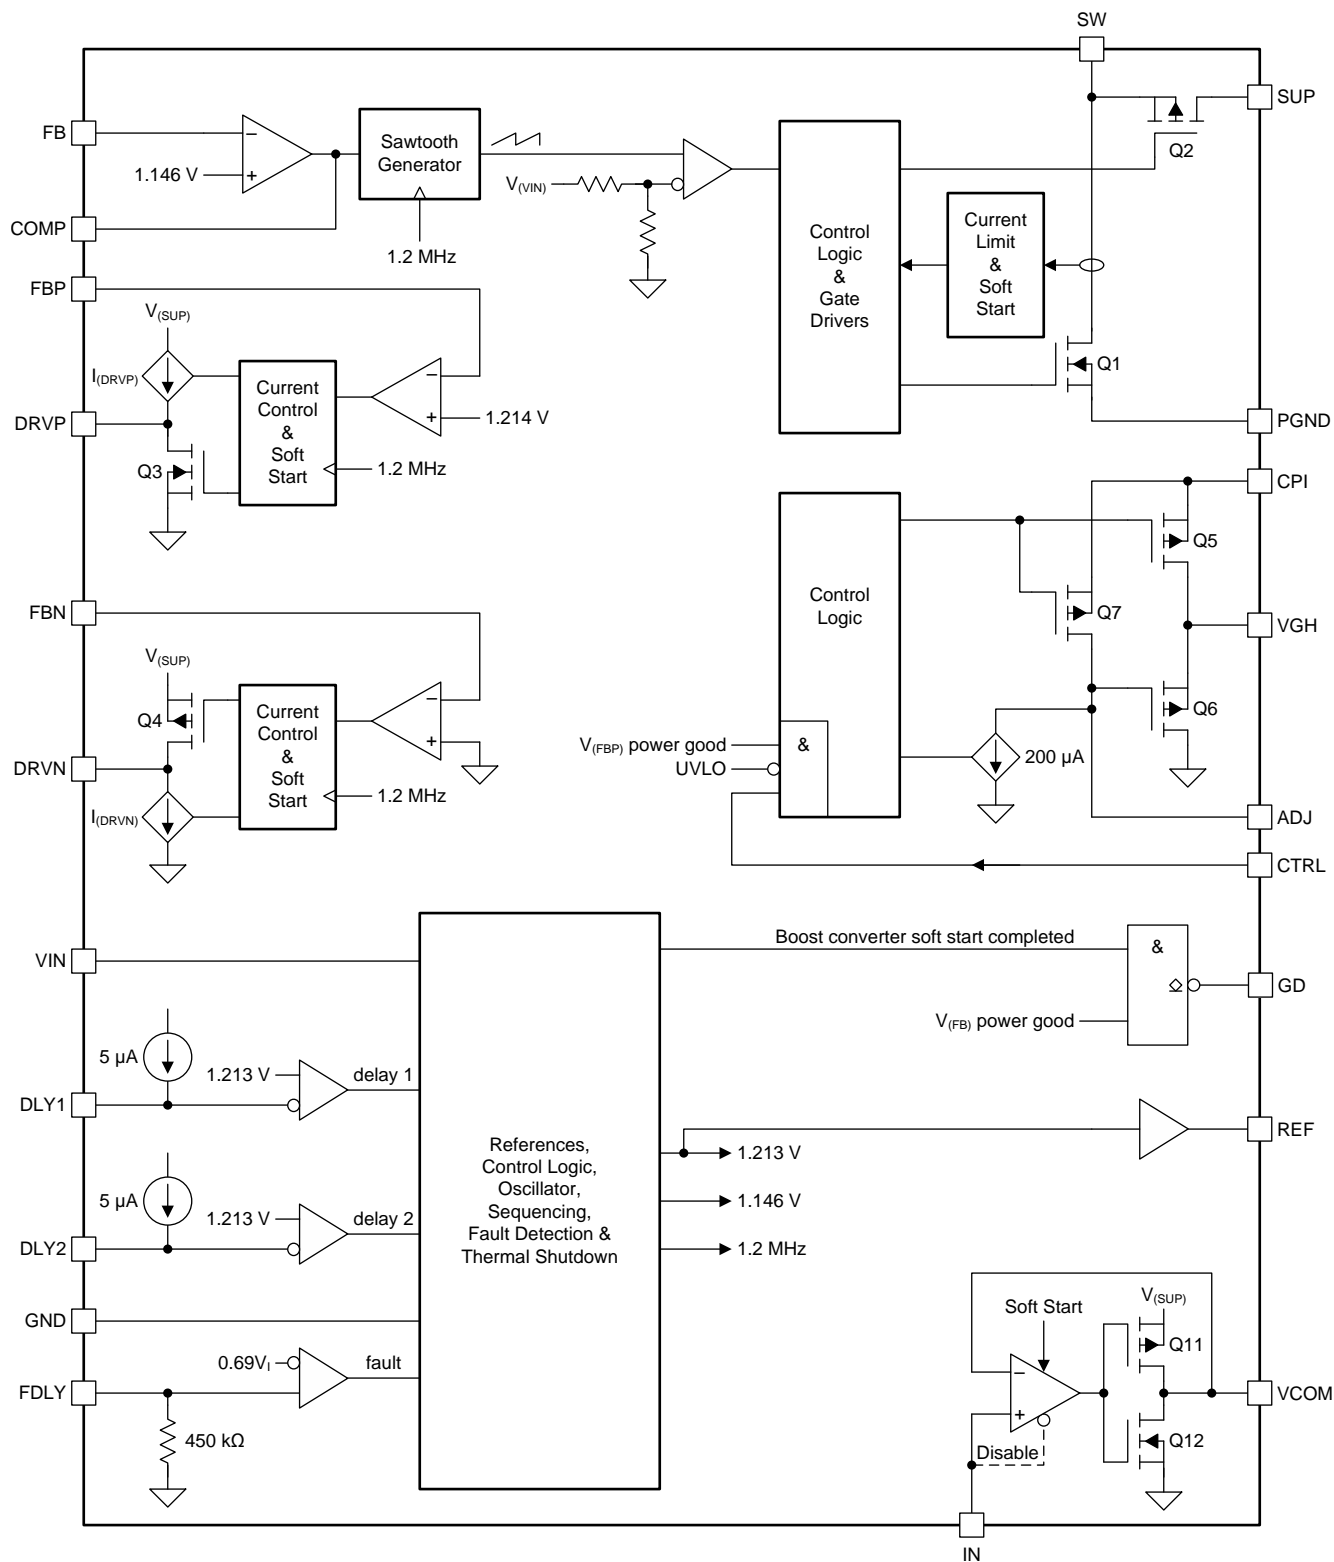 SW
SUP
FB
1.146 V
COMP
Sawtooth
Generator
1.2 MHz
V(VIN)
Control
Logic
&
Gate
Drivers
Current
Limit
&
Soft
Start
Q2
Q1
PGND
FBP
V(SUP)
I(DRVP)
DRVP
Q3
Current
Control
&
Soft
Start
1.214 V
1.2 MHz
CPI
Q5
Q7
VGH
Q6
Control
Logic
&
V(FBP) power good
UVLO
200 µA
ADJ
CTRL
FBN
V(SUP)
Q4
DRVN
I(DRVN)
Current
Control
&
Soft
Start
1.2 MHz
VIN
5 µA
1.213 V
delay 1
DLY1
5 µA
1.213 V
delay 2
DLY2
GND
0.69VI
fault
FDLY
450 kΩ
References,
Control Logic,
Oscillator,
Sequencing,
Fault Detection &
Thermal Shutdown
Boost converter soft start completed
&
V(FB) power good
GD
REF
1.213 V
1.146 V
1.2 MHz
Soft Start
V(SUP)
Q11
VCOM
Q12
Disable
IN